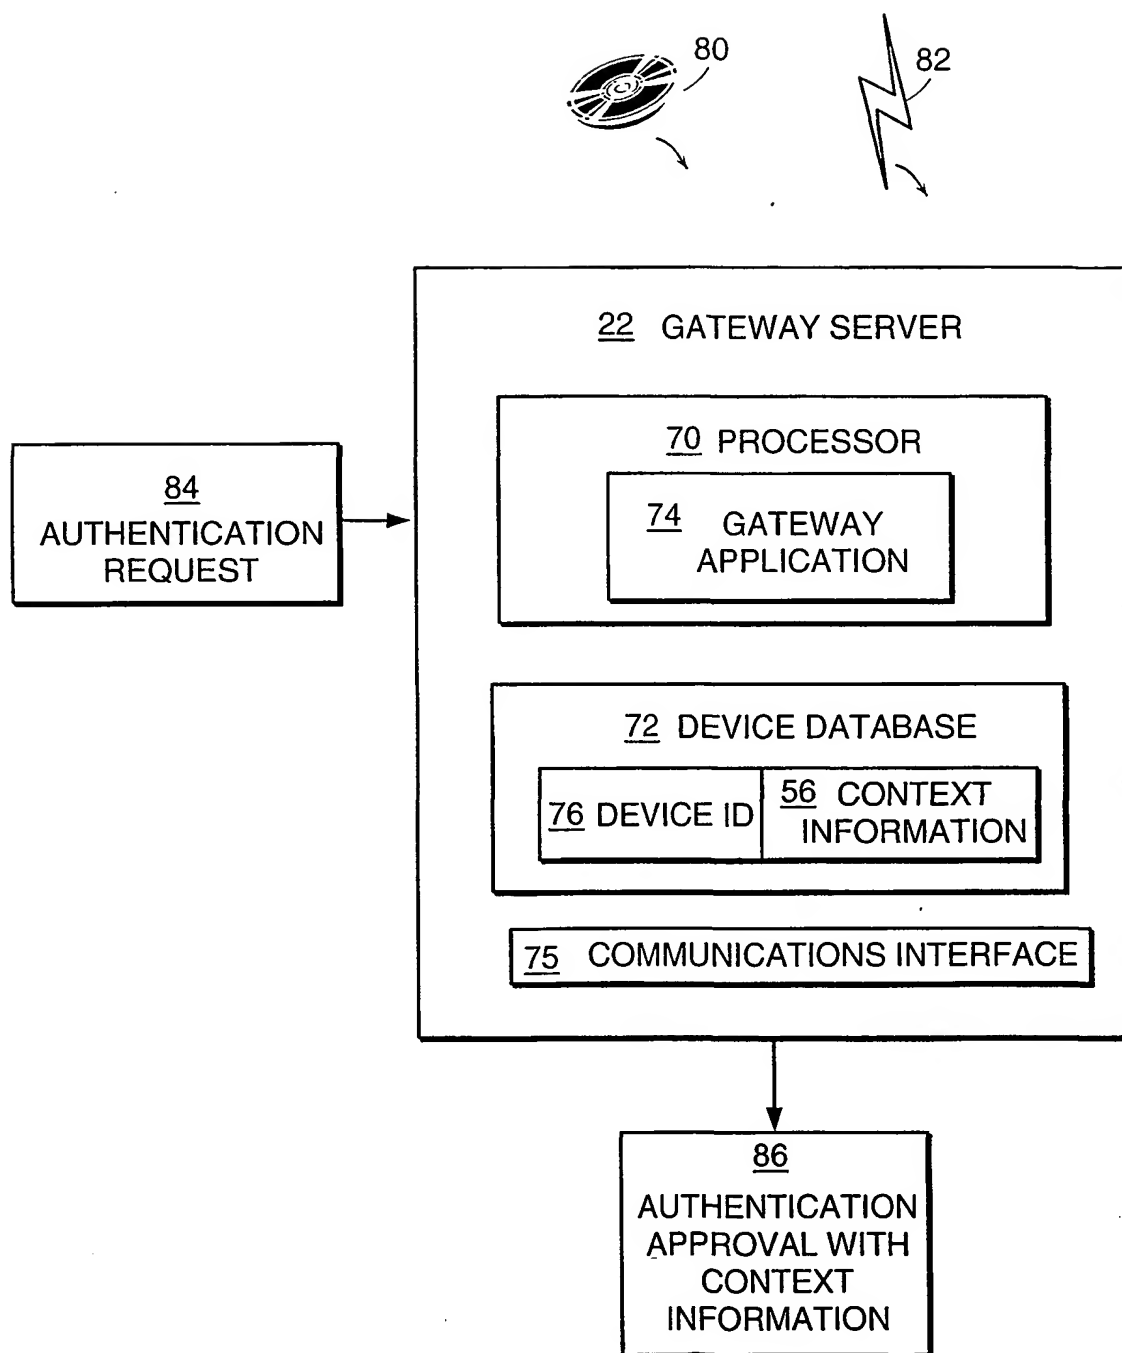 80
82
22 GATEWAY SERVER
70 PROCESSOR
84
AUTHENTICATION
REQUEST
74 GATEWAY
APPLICATION
72 DEVICE DATABASE
76 DEVICE ID
56 CONTEXT
INFORMATION
75 COMMUNICATIONS INTERFACE
86
AUTHENTICATION
APPROVAL WITH
CONTEXT
INFORMATION